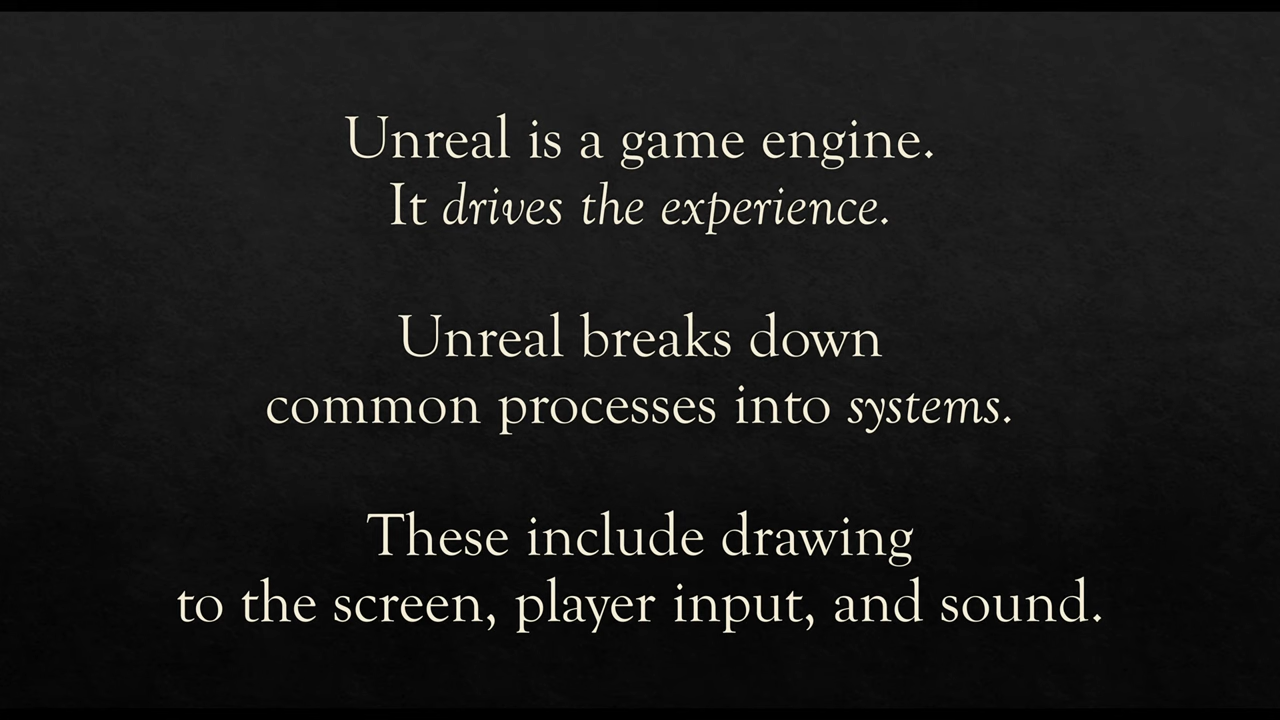 Unreal is a game engine.
It drives the experience.
Unreal breaks down
common processes into systems.
These include drawing
to the screen, player input, and sound.